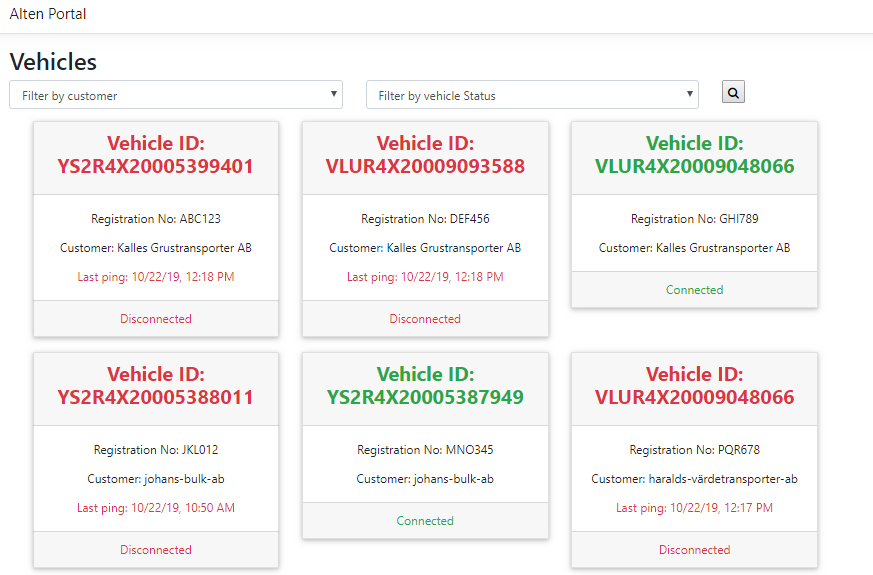 Alten Portal
Vehicles
Filter by customer
Filter by vehicle Status
Vehicle ID:
YS2R4X20005399401
Registration No: ABC123
Customer: Kalles Grustransporter AB
Last ping: 10/22/19, 12:18 PM
Disconnected
Vehicle ID:
VLUR4X20009093588
Registration No: DEF456
Customer: Kalles Grustransporter AB
Last ping: 10/22/19, 12:18 PM
Disconnected
Vehicle ID:
VLUR4X20009048066
Registration No: GHI789
Customer: Kalles Grustransporter AB
Connected
Vehicle ID:
YS2R4X20005388011
Registration No: JKL012
Customer: johans-bulk-ab
Last ping: 10/22/19, 10:50 AM
Disconnected
Vehicle ID:
YS2R4X20005387949
Registration No: MNO345
Customer: johans-bulk-ab
Connected
Vehicle ID:
VLUR4X20009048066
Registration No: PQR678
Customer: haralds-värdetransporter-ab
Last ping: 10/22/19, 12:17 PM
Disconnected